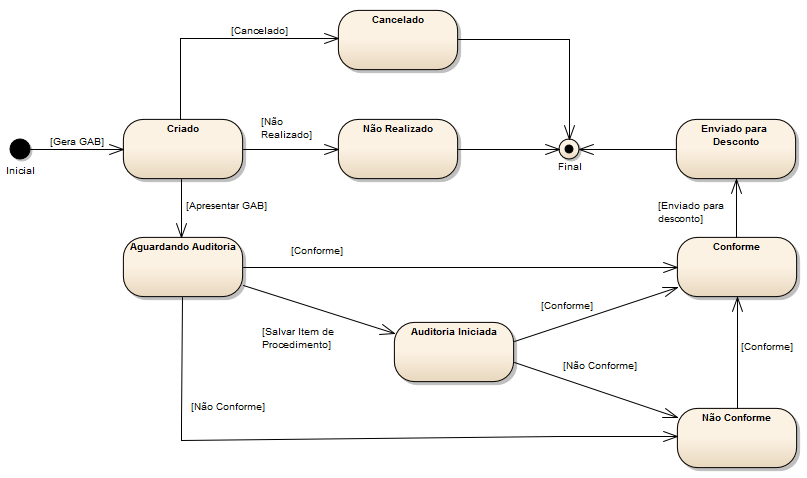 Cancelado
[Cancelado]
Criado
[Não
Realizado]
Não Realizado
Enviado para
Desconto
[Gera GAB]
Inicial
Final
[Apresentar GAB]
[Enviado para
desconto]
Aguardando Auditoria
[Conforme]
Conforme
[Salvar Item de
Procedimento]
Auditoria Iniciada
[Conforme]
[Não Conforme]
[Conforme]
[Não Conforme]
Não Conforme